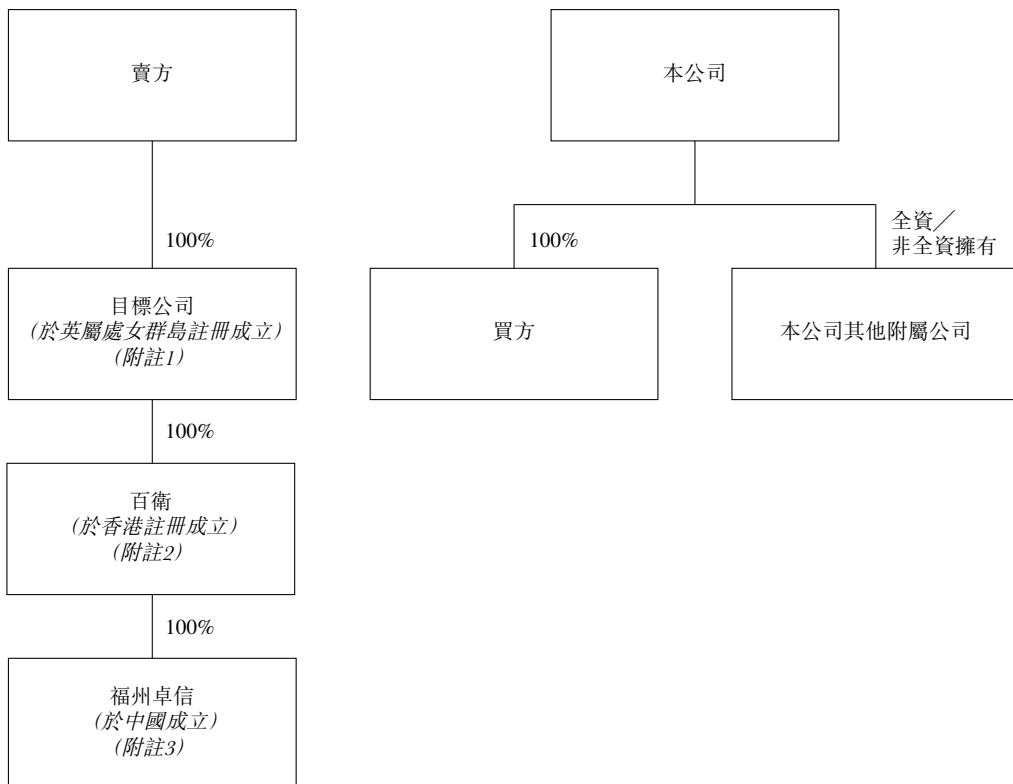 賣方
本公司
100%
100%
全資╱
非全資擁有
目標公司
(於英屬處女群島註冊成立)
(附註1)
買方
本公司其他附屬公司
100%
百衛
(於香港註冊成立)
(附註2)
100%
福州卓信
(於中國成立)
(附註3)